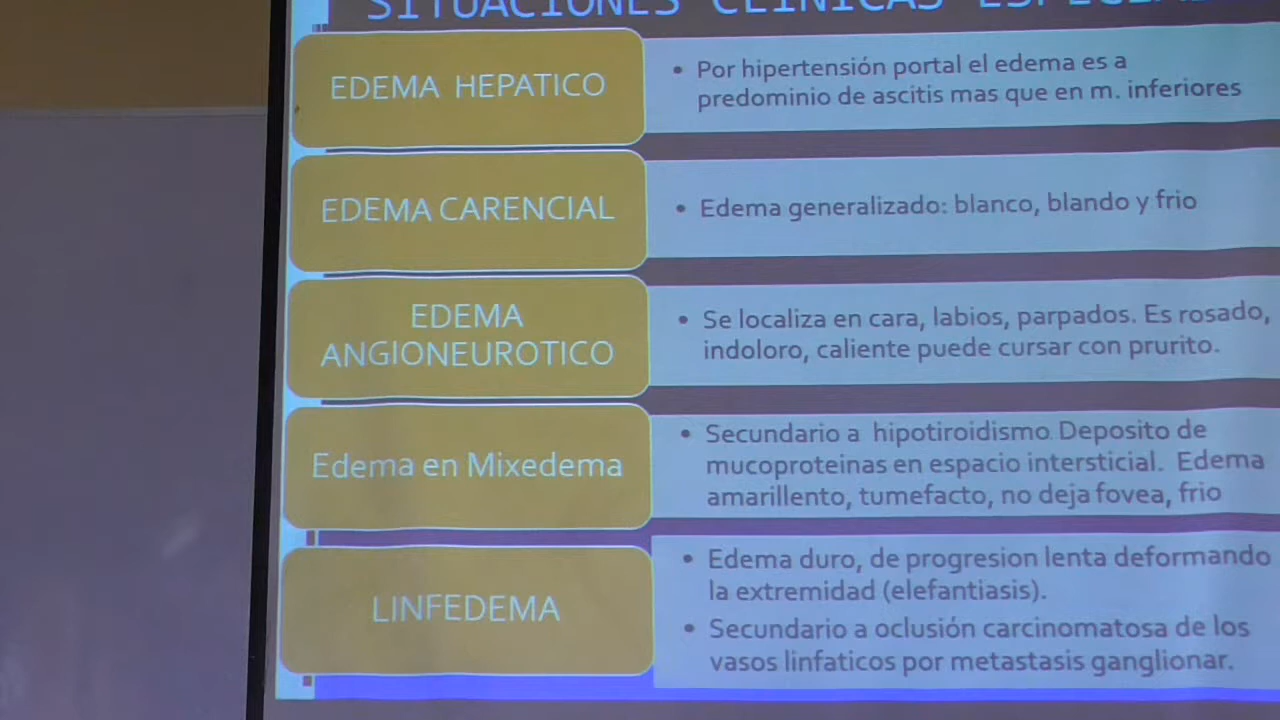 SITUACIONES CLINICAS
EDEMA HEPATICO
• Por hipertensión portal el edema es a
predominio de ascitis mas que en m. inferiores
EDEMA CARENCIAL
• Edema generalizado: blanco, blando y frio
EDEMA
ANGIONEUROTICO
• Se localiza en cara, labios, parpados. Es rosado,
indoloro, caliente puede cursar con prurito.
Edema en Mixedema
• Secundario a hipotiroidismo. Deposito de
mucoproteinas en espacio intersticial. Edema
amarillento, tumefacto, no deja fovea, frio
LINFEDEMA
• Edema duro, de progresion lenta deformando
la extremidad (elefantiasis).
• Secundario a oclusión carcinomatosa de los
vasos linfaticos por metastasis ganglionar.